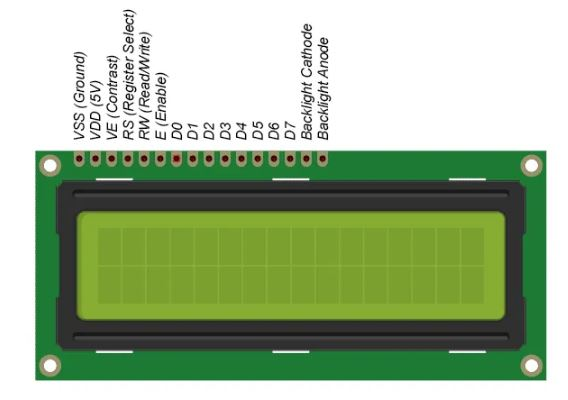 VSS (Ground)
VDD (5V)
VE (Contrast)
RS (Register Select)
RW (Read/Write)
E (Enable)
D0
D1
D2
D3
D4
D5
D6
D7
Backlight Cathode
Backlight Anode